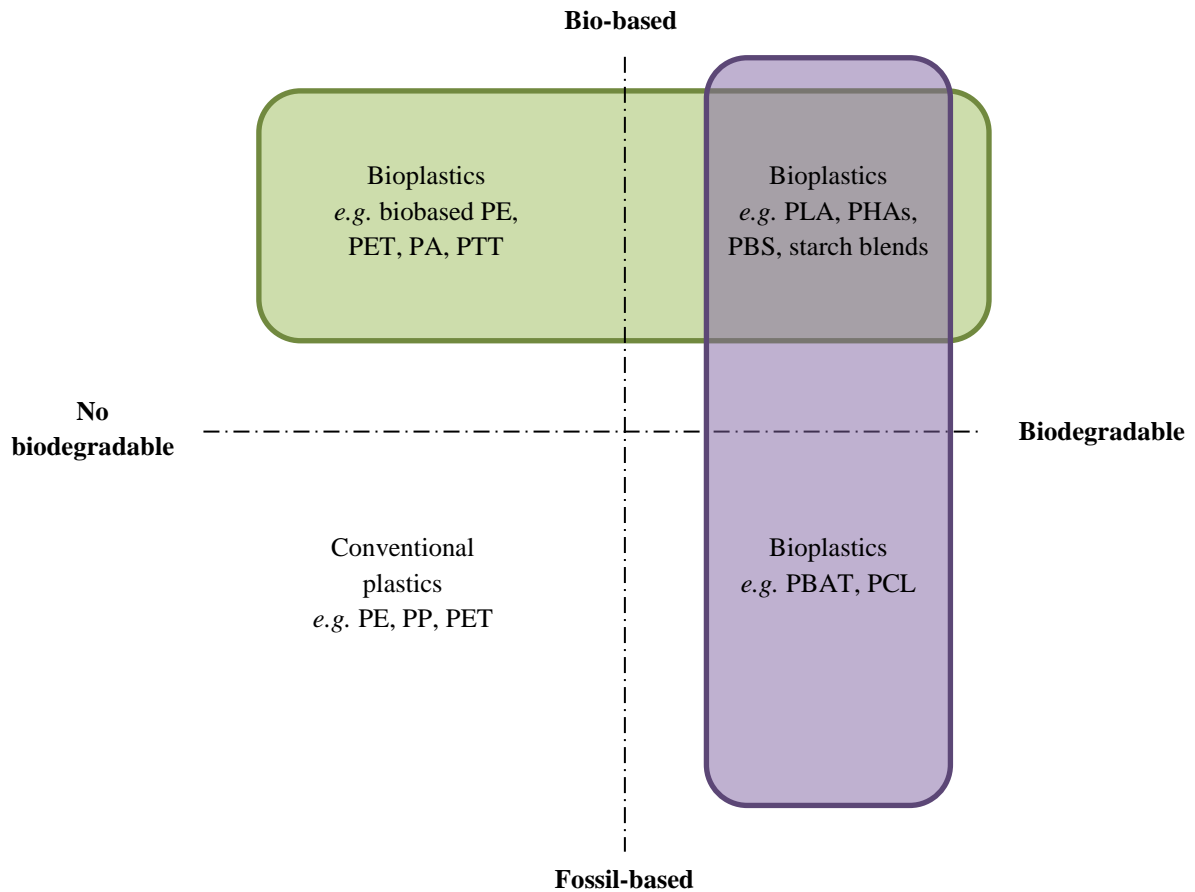 Bio-based
Bioplastics
e.g. biobased PE,
PET, PA, PTT
Bioplastics
e.g. PLA, PHAs,
PBS, starch blends
No
biodegradable
Biodegradable
Conventional
plastics
e.g. PE, PP, PET
Bioplastics
e.g. PBAT, PCL
Fossil-based